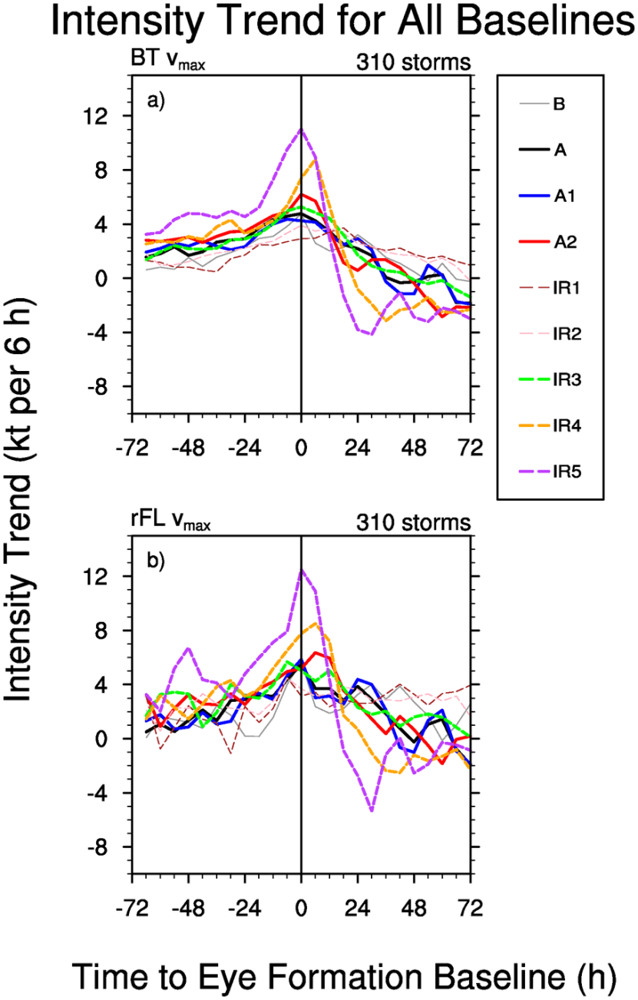 Intensity Trend for All Baselines
BT vmax 310 storms
a)
12
8
4
0
-4
-8
-72 -48 -24 0 24 48 72
B
A
A1
A2
IR1
IR2
IR3
IR4
IR5
Intensity Trend (kt per 6 h)
rFL vmax 310 storms
b)
12
8
4
0
-4
-8
-72 -48 -24 0 24 48 72
Time to Eye Formation Baseline (h)